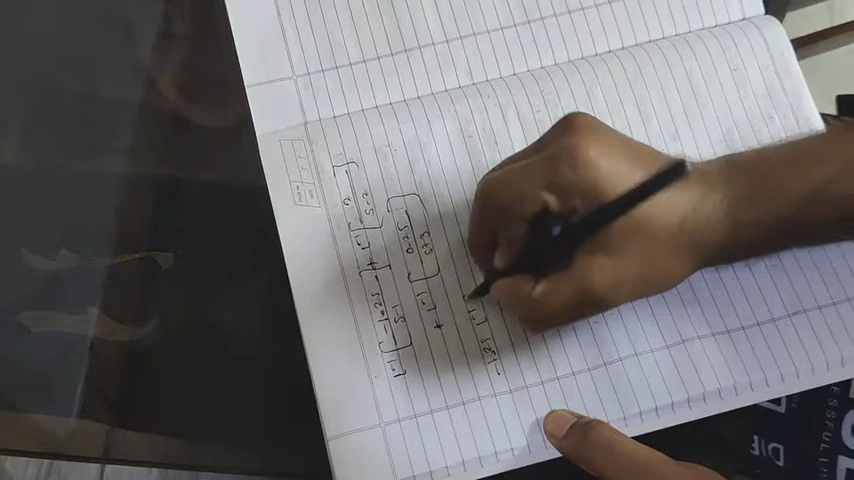 L⁻¹ [-1.25 / s-1] + L⁻¹ [2 / s-2]
+ L⁻¹ [0.25 / s+3]
-1.25 L⁻¹